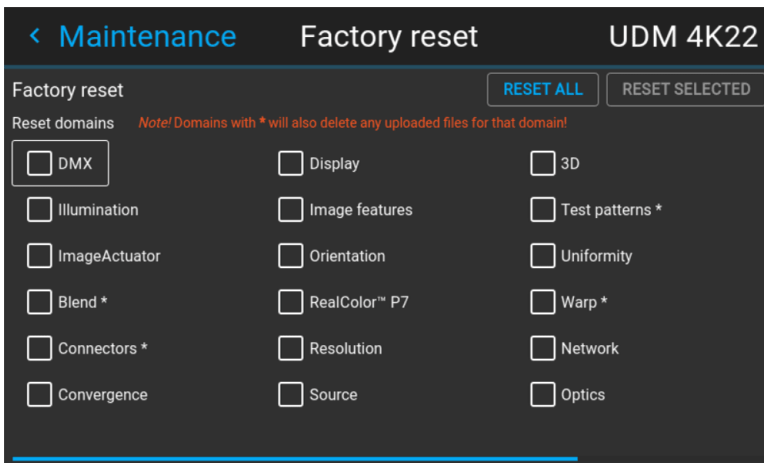 < Maintenance Factory reset UDM 4K22
Factory reset RESET ALL RESET SELECTED
Reset domains Note! Domains with * will also delete any uploaded files for that domain!
DMX Display 3D
Illumination Image features Test patterns *
ImageActuator Orientation Uniformity
Blend * RealColor™ P7 Warp *
Connectors * Resolution Network
Convergence Source Optics